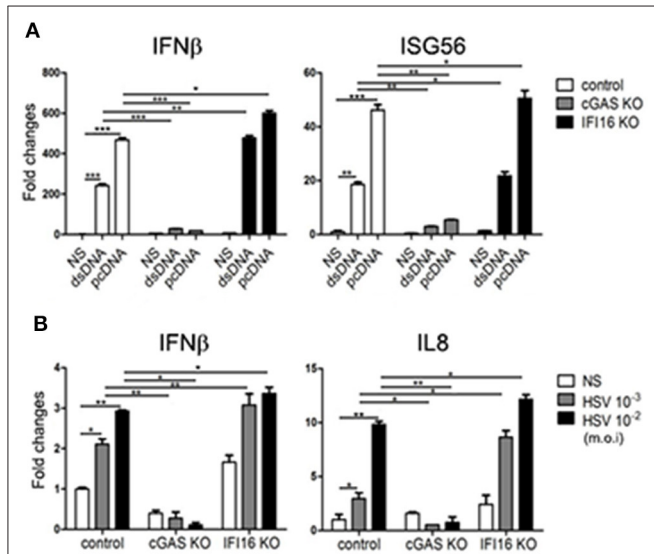 A
IFNβ
ISG56
Fold changes
800
600
400
200
0
***
***
***
**
***
*
NS
dsDNA
pcDNA
NS
dsDNA
pcDNA
NS
dsDNA
pcDNA
60
40
20
0
***
**
**
*
**
*
NS
dsDNA
pcDNA
NS
dsDNA
pcDNA
NS
dsDNA
pcDNA
control
cGAS KO
IFI16 KO
B
IFNβ
IL8
Fold changes
4
3
2
1
0
**
*
**
**
*
*
control
cGAS KO
IFI16 KO
15
10
5
0
**
*
*
*
**
*
control
cGAS KO
IFI16 KO
NS
HSV 10⁻³
HSV 10⁻²
(m.o.i)